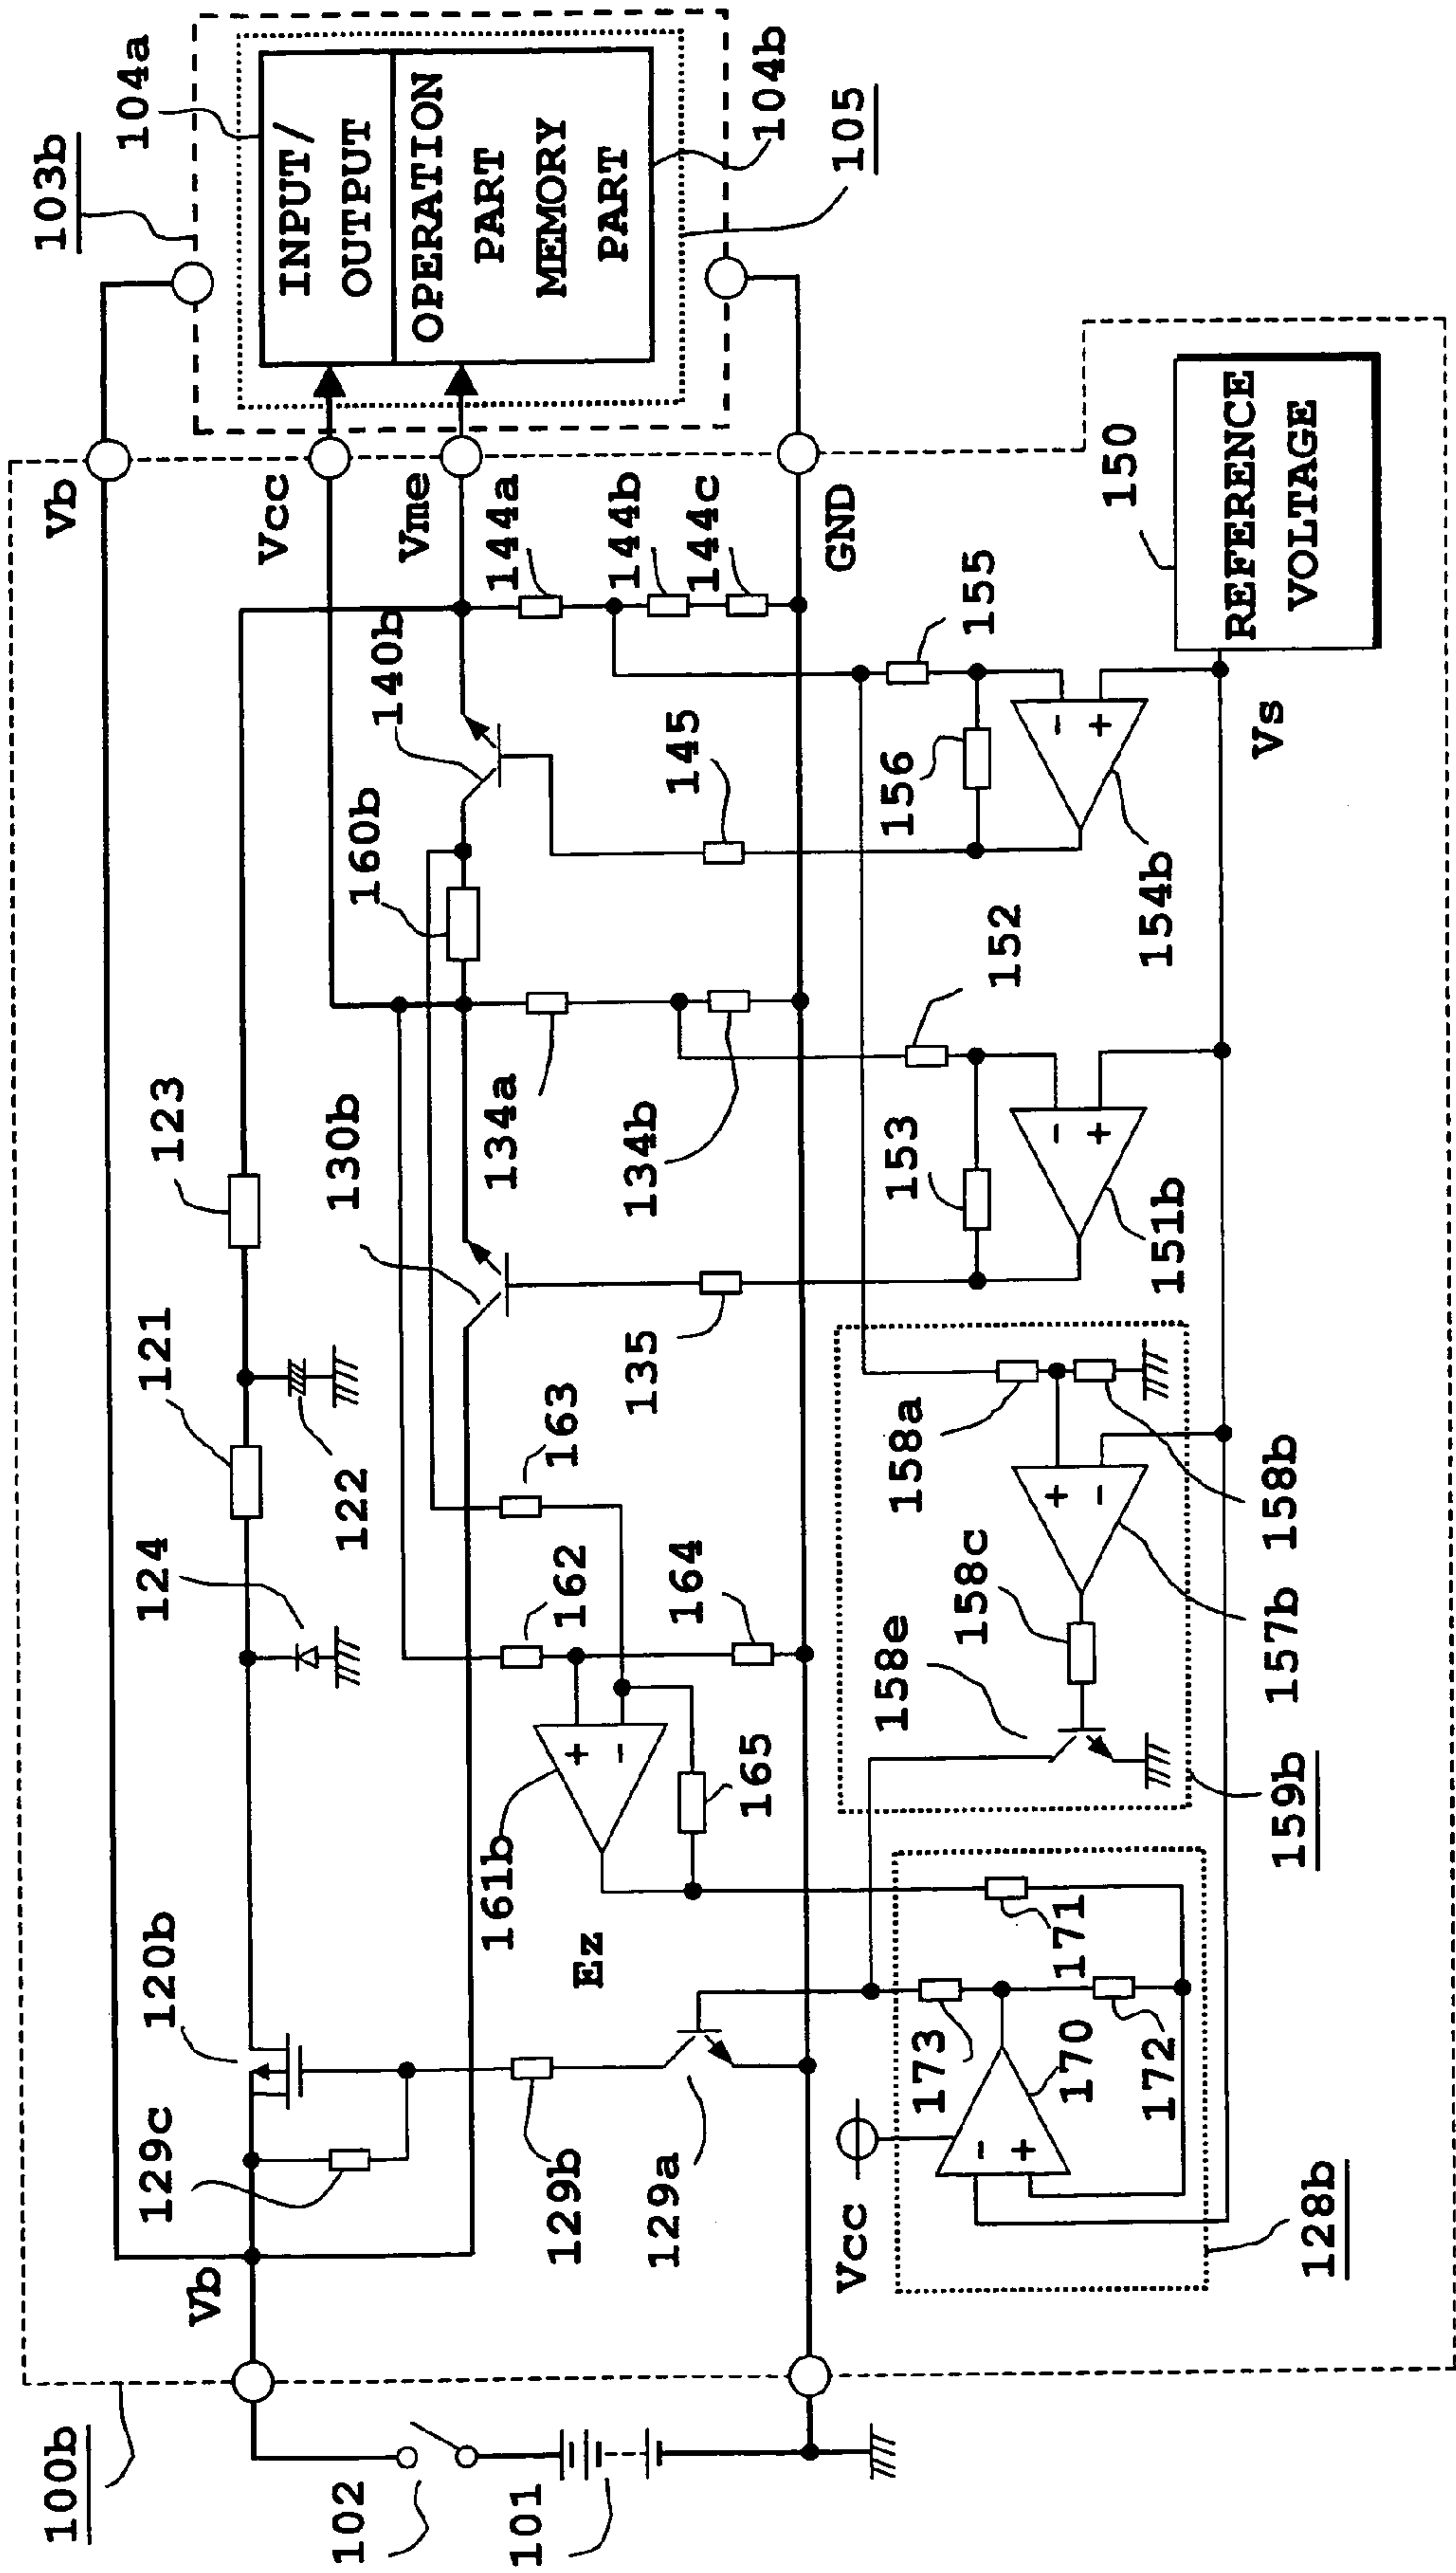 103b
104a
INPUT/
OUTPUT
OPERATION
PART
MEMORY
PART
104b
105
Vb
Vcc
Vme
GND
144a
144b
144c
140b
160b
145
155
156
154b
150
REFERENCE
VOLTAGE
Vs
123
121
122
124
130b
134a
134b
152
153
151b
135
163
162
164
165
161b
Ez
158a
158b
158c
158e
157b
159b
120b
129c
129b
129a
Vb
Vcc
173
170
171
172
128b
100b
102
101
+
-
+
-
+
-
+
-
+
-